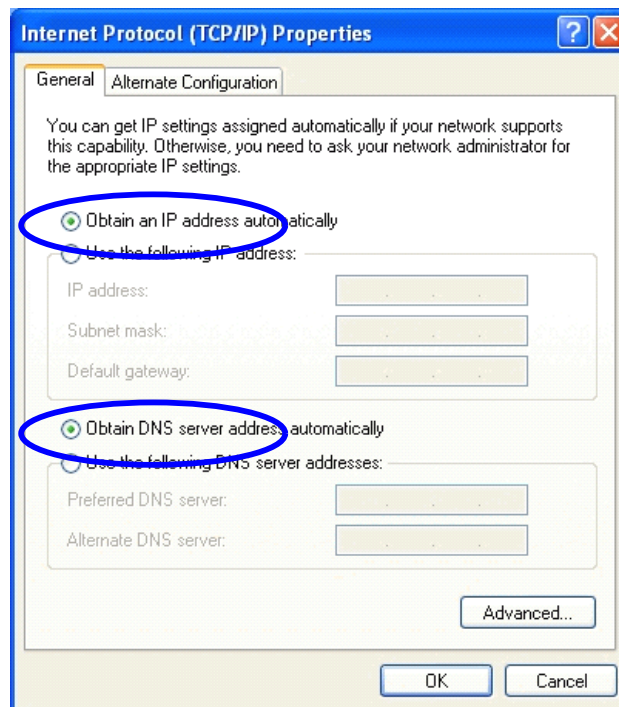 Internet Protocol (TCP/IP) Properties
General
Alternate Configuration
You can get IP settings assigned automatically if your network supports
this capability. Otherwise, you need to ask your network administrator for
the appropriate IP settings.
Obtain an IP address automatically
Use the following IP address:
IP address:
Subnet mask:
Default gateway:
Obtain DNS server address automatically
Use the following DNS server addresses:
Preferred DNS server:
Alternate DNS server:
Advanced...
OK
Cancel